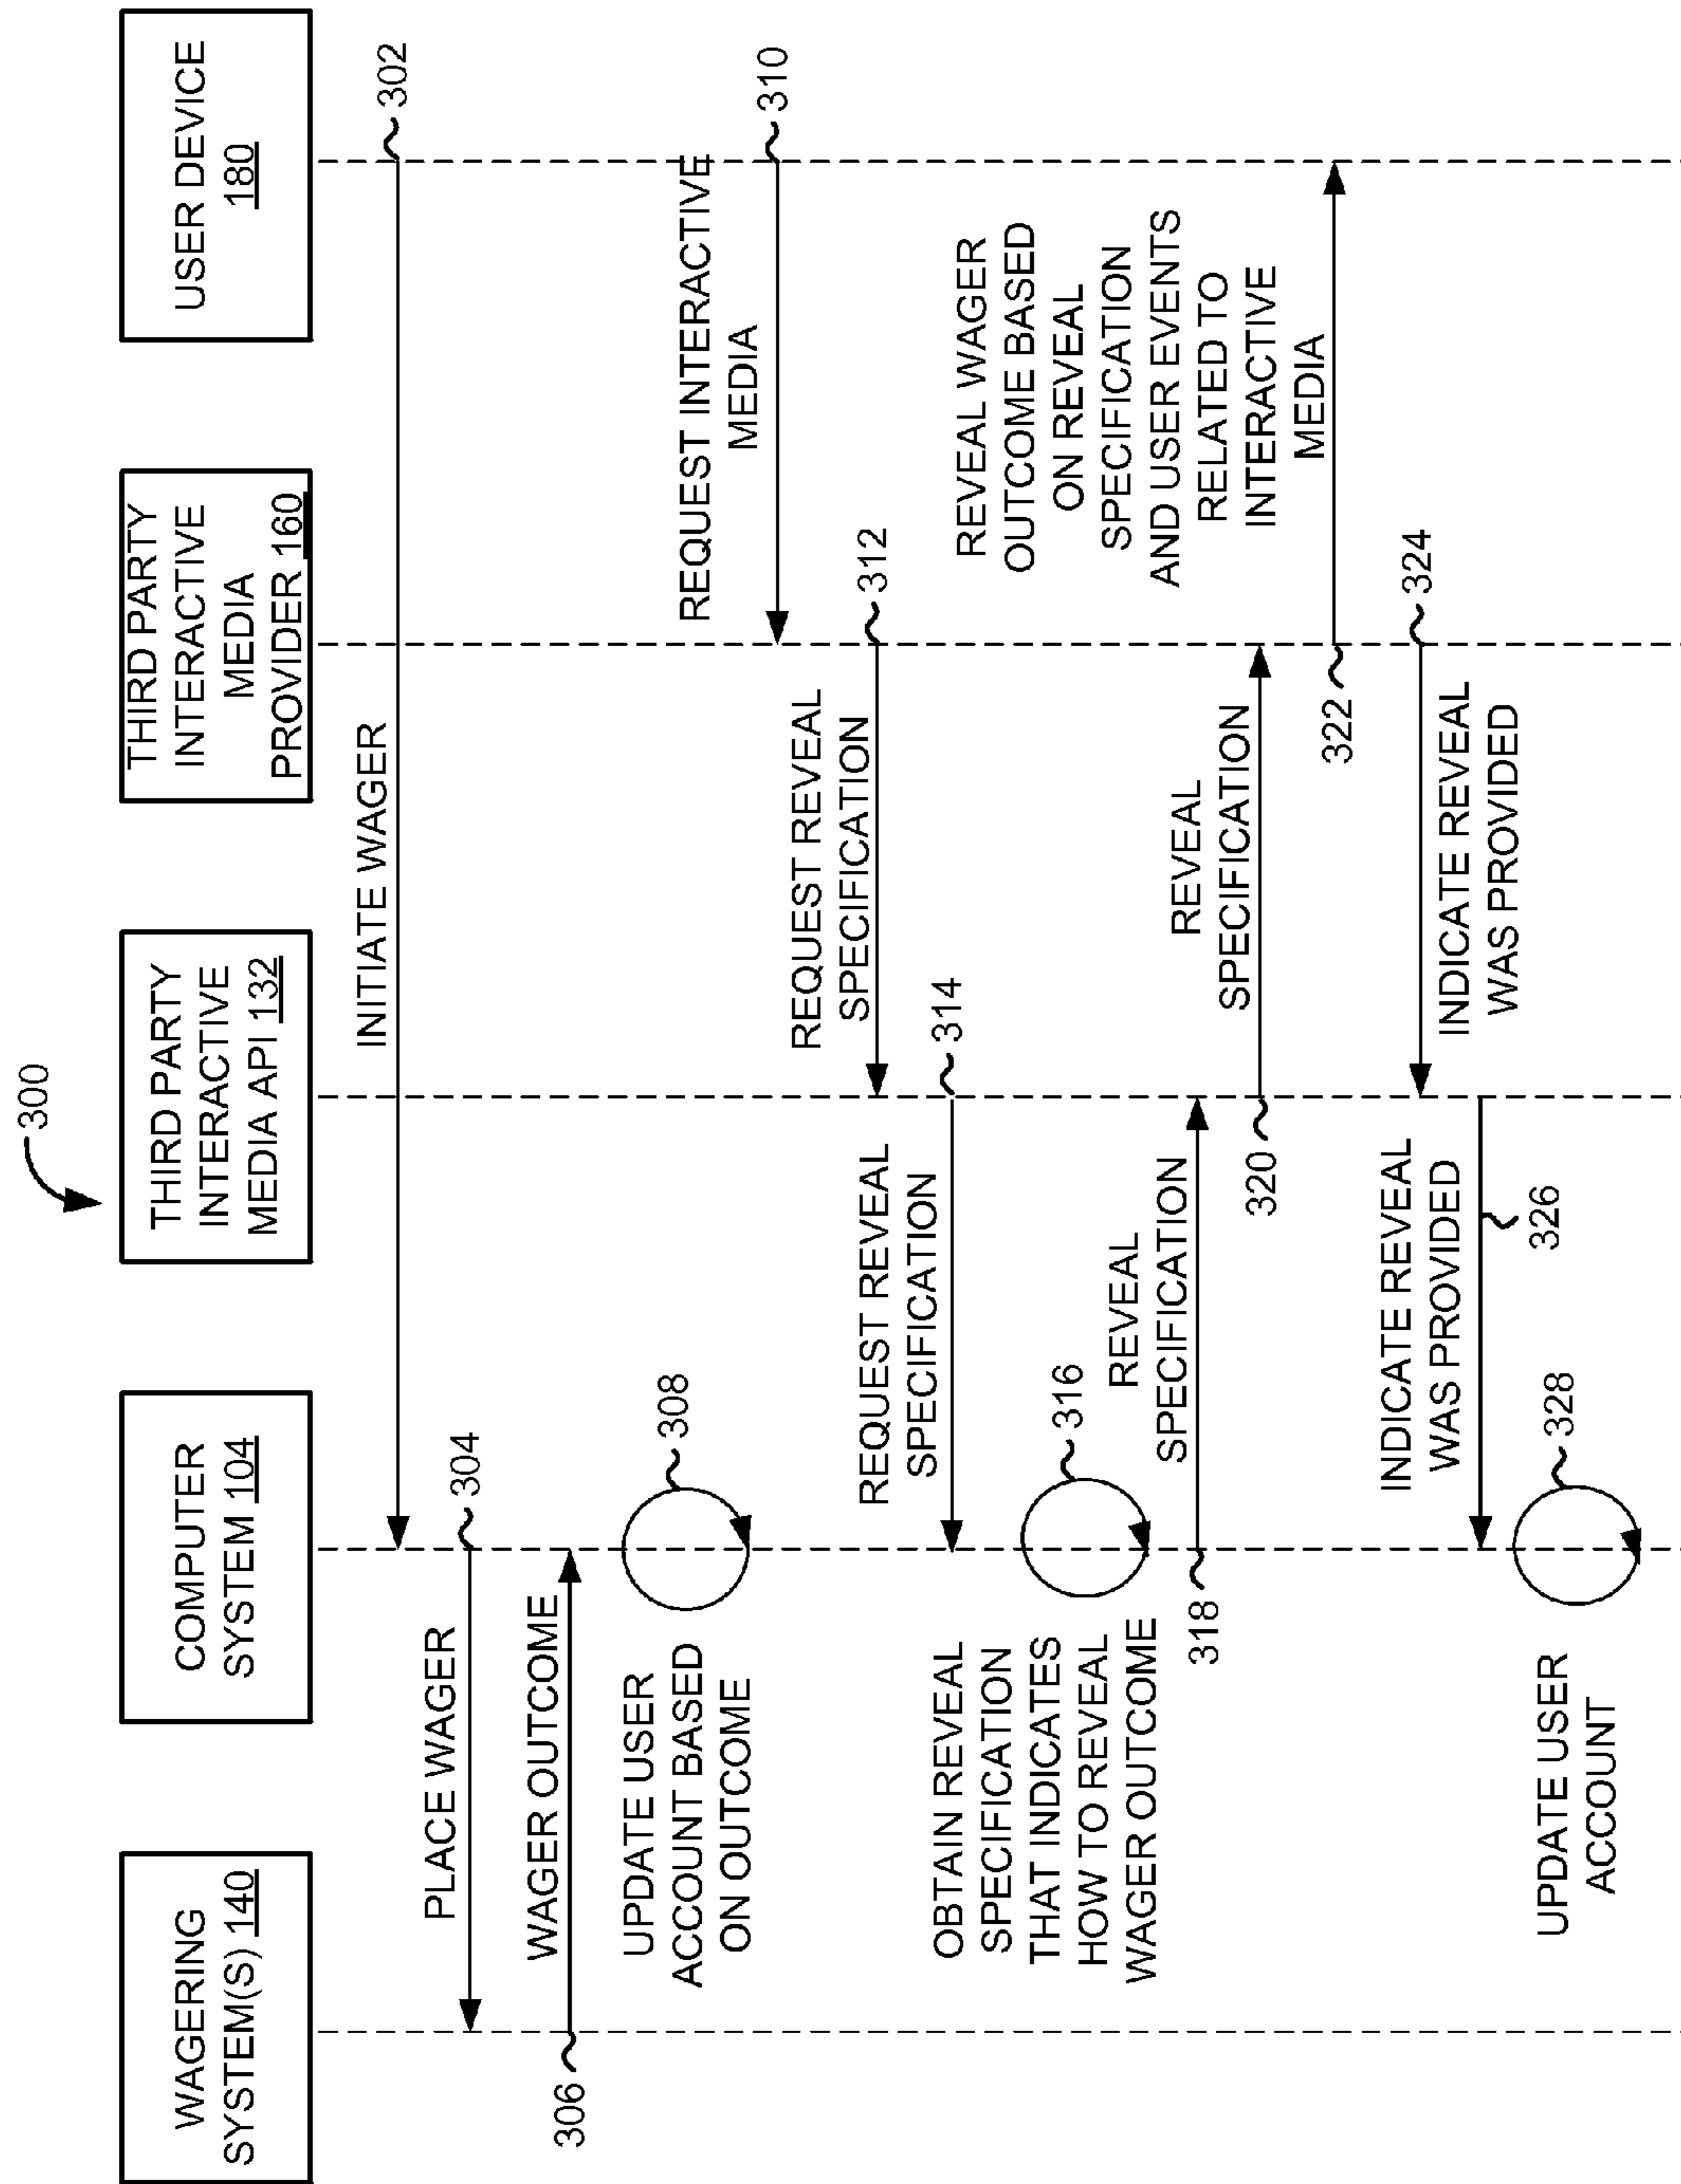 300
WAGERING
SYSTEM(S) 140
COMPUTER
SYSTEM 104
THIRD PARTY
INTERACTIVE
MEDIA API 132
THIRD PARTY
INTERACTIVE
MEDIA
PROVIDER 160
USER DEVICE
180
INITIATE WAGER
302
PLACE WAGER
304
WAGER OUTCOME
306
UPDATE USER
ACCOUNT BASED
ON OUTCOME
308
REQUEST INTERACTIVE
MEDIA
310
REQUEST REVEAL
SPECIFICATION
312
REQUEST REVEAL
SPECIFICATION
314
OBTAIN REVEAL
SPECIFICATION
THAT INDICATES
HOW TO REVEAL
WAGER OUTCOME
316
REVEAL
SPECIFICATION
318
REVEAL
SPECIFICATION
320
REVEAL WAGER
OUTCOME BASED
ON REVEAL
SPECIFICATION
AND USER EVENTS
RELATED TO
INTERACTIVE
MEDIA
322
INDICATE REVEAL
WAS PROVIDED
324
INDICATE REVEAL
WAS PROVIDED
326
UPDATE USER
ACCOUNT
328